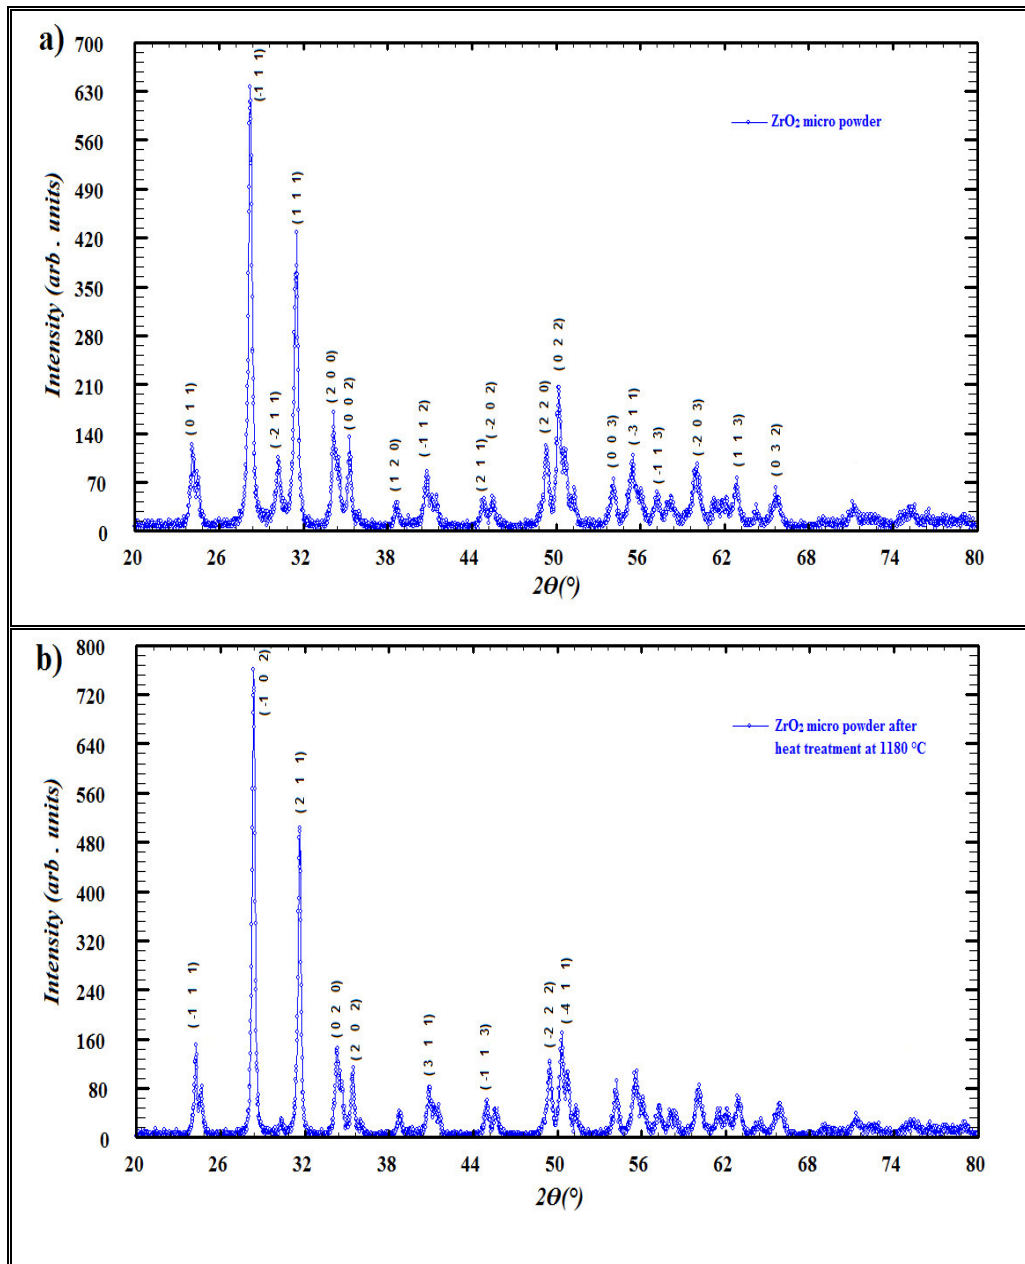 a)
700
630
560
490
420
350
280
210
140
70
0
Intensity (arb . units)
ZrO₂ micro powder
( 0 1 1)
(-1 1 1)
( -2 1 1)
( 1 1 1)
( 2 0 0)
( 0 0 2)
( 1 2 0)
( -1 1 2)
( 2 1 1)
( -2 0 2)
( 2 2 0)
( 0 2 2)
( 0 0 3)
( -3 1 1)
( -1 1 3)
( -2 0 3)
( 1 1 3)
( 0 3 2)
20 26 32 38 44 50 56 62 68 74 80
2Θ(°)
b)
800
720
640
560
480
400
320
240
160
80
0
Intensity (arb . units)
ZrO₂ micro powder after
heat treatment at 1180 °C
( -1 1 1)
( -1 0 2)
( 2 1 1)
( 0 2 0)
( 2 0 2)
( 3 1 1)
( -1 1 3)
( -2 2 2)
( -4 1 1)
20 26 32 38 44 50 56 62 68 74 80
2Θ(°)